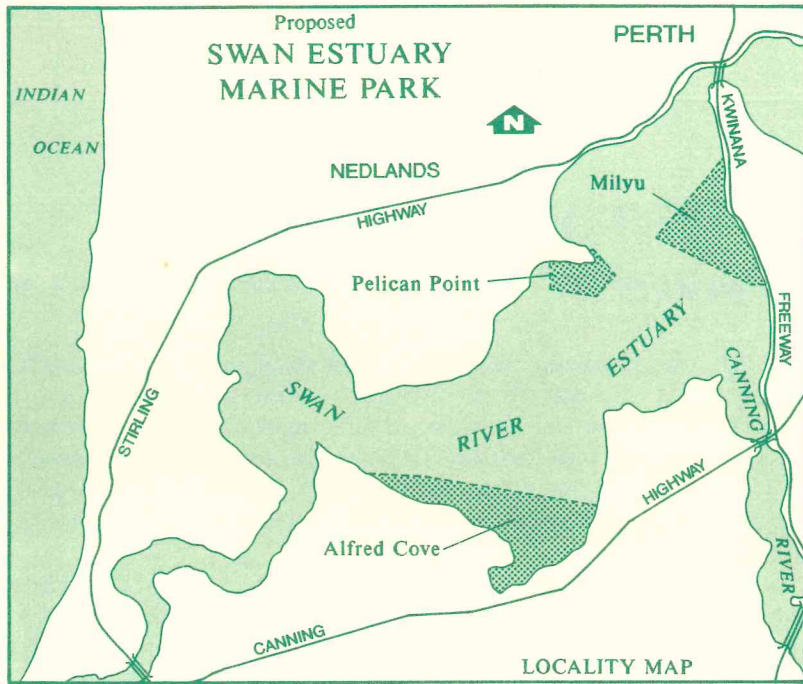 Proposed
SWAN ESTUARY
MARINE PARK
PERTH
INDIAN
OCEAN
N
KWINANA
NEDLANDS
Milyu
HIGHWAY
Pelican Point
FREEWAY
ESTUARY
CANNING
SWAN
STIRLING
RIVER
HIGHWAY
Alfred Cove
RIVER
CANNING
LOCALITY MAP